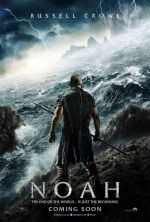 RUSSELL CROWE
NOAH
THE END OF THE WORLD... IS JUST THE BEGINNING
COMING SOON